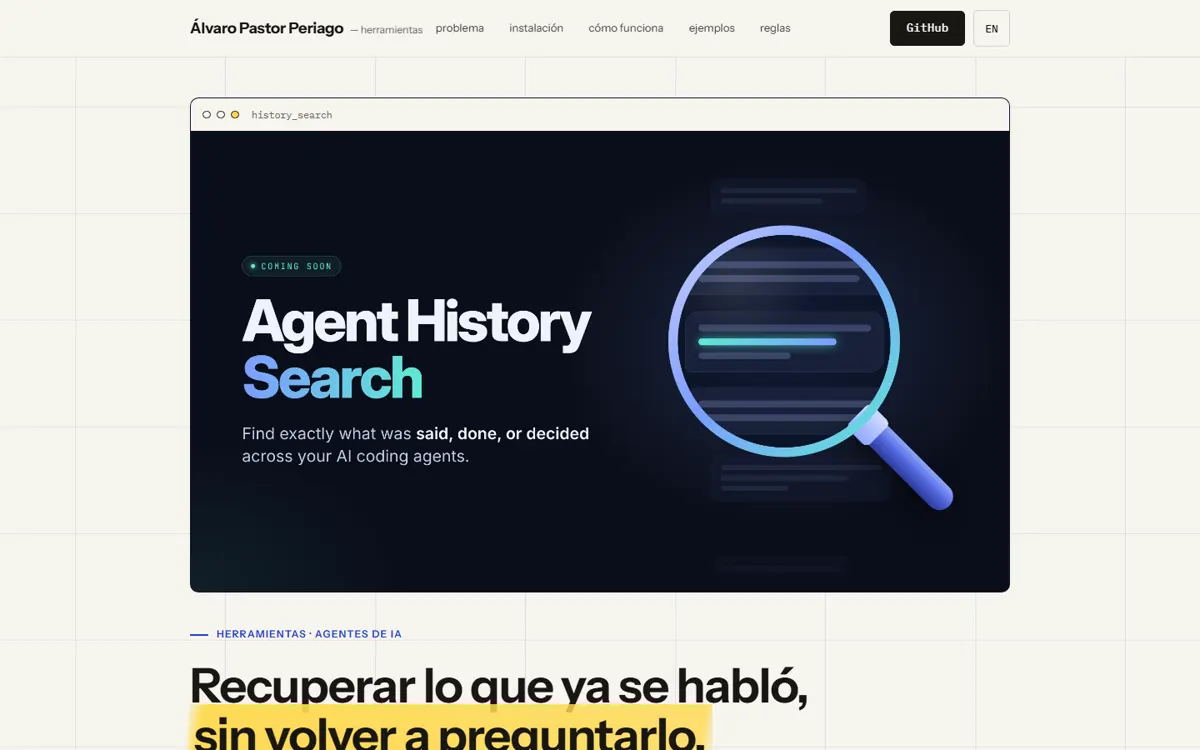 Álvaro Pastor Periago — herramientas problema instalación cómo funciona ejemplos reglas GitHub EN
history_search
COMING SOON
Agent History
Search
Find exactly what was said, done, or decided
across your AI coding agents.
HERRAMIENTAS · AGENTES DE IA
Recuperar lo que ya se habló,
sin volver a preguntarlo.